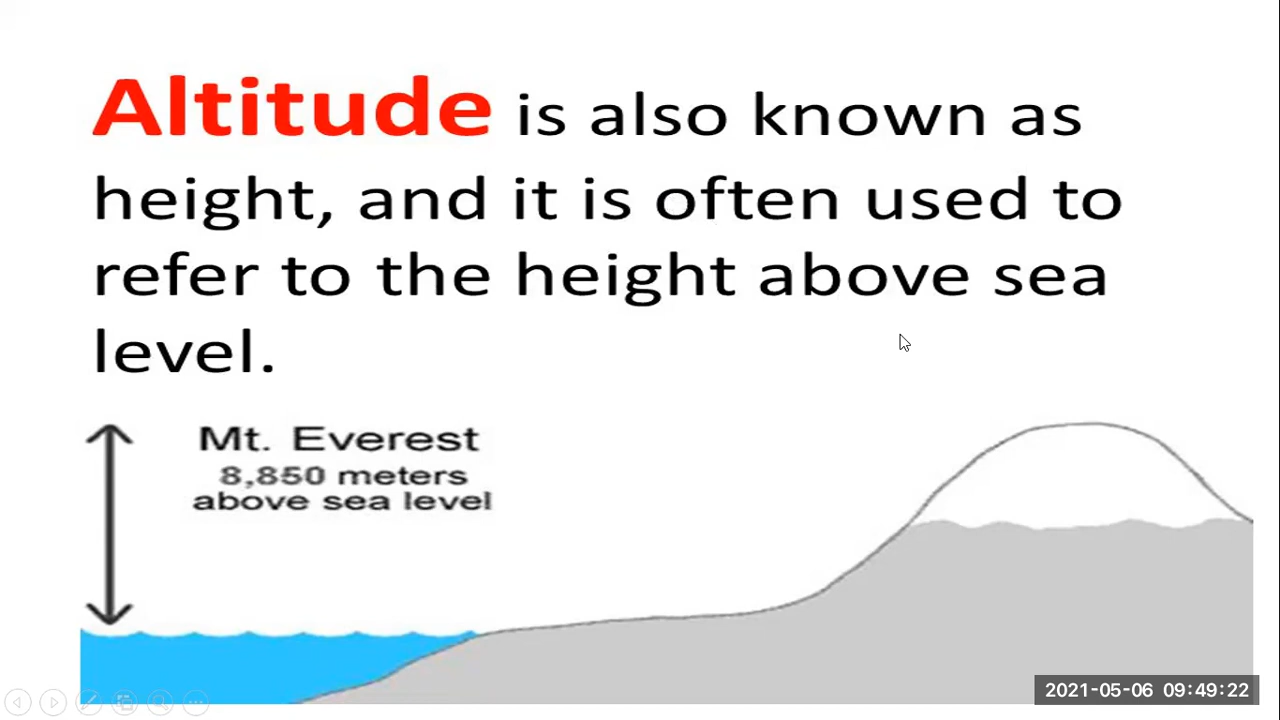 Altitude is also known as
height, and it is often used to
refer to the height above sea
level.
Mt. Everest
8,850 meters
above sea level
2021-05-06 09:49:22